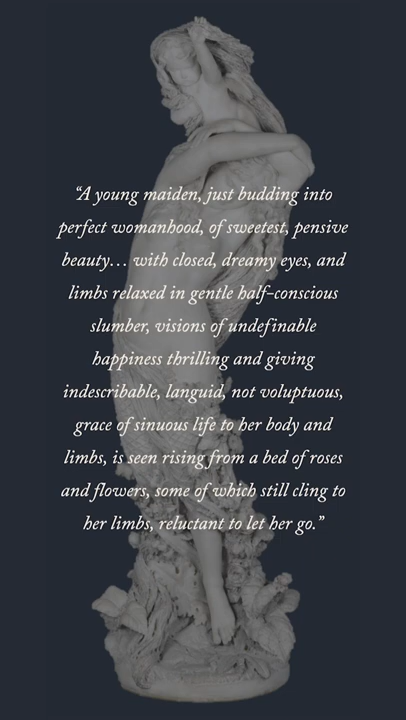 “A young maiden, just budding into
perfect womanhood, of sweetest, pensive
beauty… with closed, dreamy eyes, and
limbs relaxed in gentle half-conscious
slumber, visions of undefinable
happiness thrilling and giving
indescribable, languid, not voluptuous,
grace of sinuous life to her body and
limbs, is seen rising from a bed of roses
and flowers, some of which still cling to
her limbs, reluctant to let her go.”